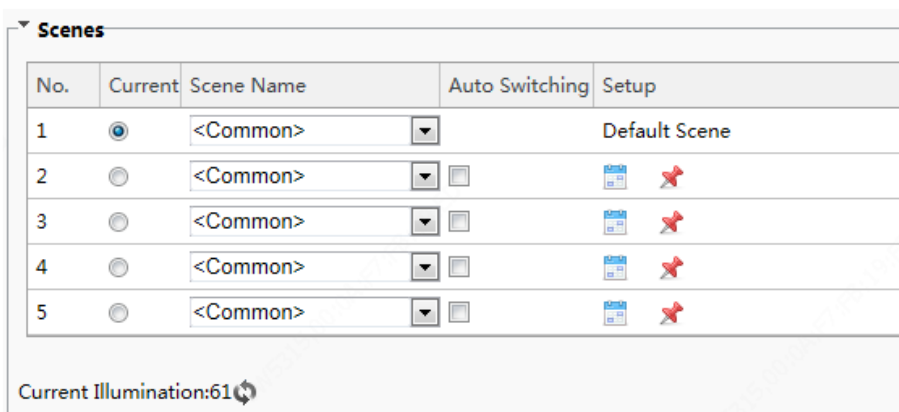 Scenes
No. Current Scene Name Auto Switching Setup
1 <Common> Default Scene
2 <Common>
3 <Common>
4 <Common>
5 <Common>
Current Illumination:61